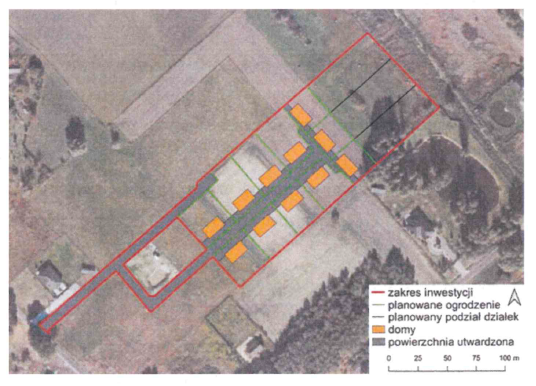 zakres inwestycji
planowane ogrodzenie
planowany podział działek
domy
powierzchnia utwardzona
0 25 50 75 100 m